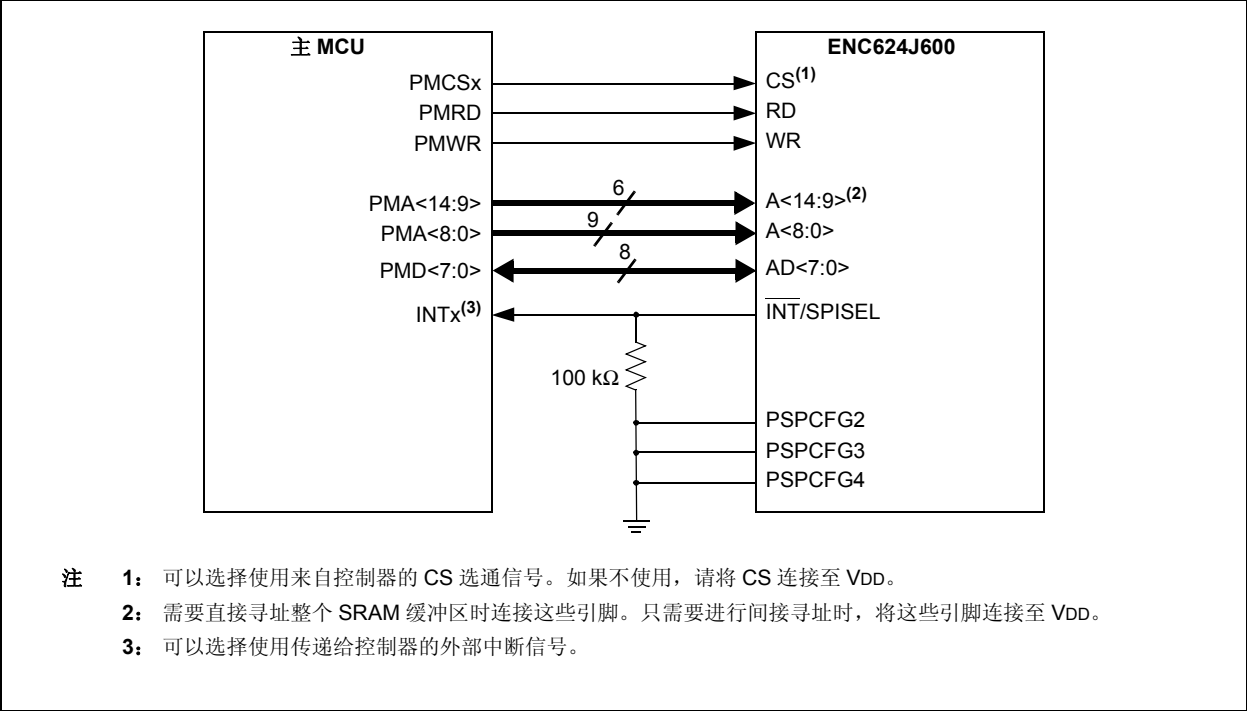 主 MCU
ENC624J600
PMCSx
CS(1)
PMRD
RD
PMWR
WR
PMA<14:9>
6
A<14:9>(2)
PMA<8:0>
9
A<8:0>
PMD<7:0>
8
AD<7:0>
INTx(3)
INT/SPISEL
100 kΩ
PSPCFG2
PSPCFG3
PSPCFG4
注 1： 可以选择使用来自控制器的 CS 选通信号。如果不使用，请将 CS 连接至 VDD。
2： 需要直接寻址整个 SRAM 缓冲区时连接这些引脚。只需要进行间接寻址时，将这些引脚连接至 VDD。
3： 可以选择使用传递给控制器的外部中断信号。